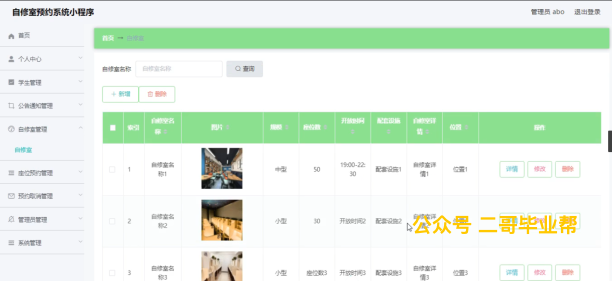 自修室预约系统小程序
管理员 abo 退出登录
首页
个人中心
学生管理
公告通知管理
自修室管理
自修室
座位预约管理
预约取消管理
管理员管理
系统管理
首页 自修室
自修室名称 自修室名称 查询
+ 新增 删除
索引 自修室名称 图片 规模 座位数 开放时间 配套设施 自修室详情 位置 操作
1 自修室名称1 中型 50 19:00-22:30 配套设施1 自修室详情1 位置1 详情 修改 删除
2 自修室名称2 小型 30 开放时间2 配套设施2 自修室详
公众号 二哥毕业帮
3 自修室名称3 小型 座位数3 开放时间3 配套设施3 自修室详情3 位置3 详情 修改 删除